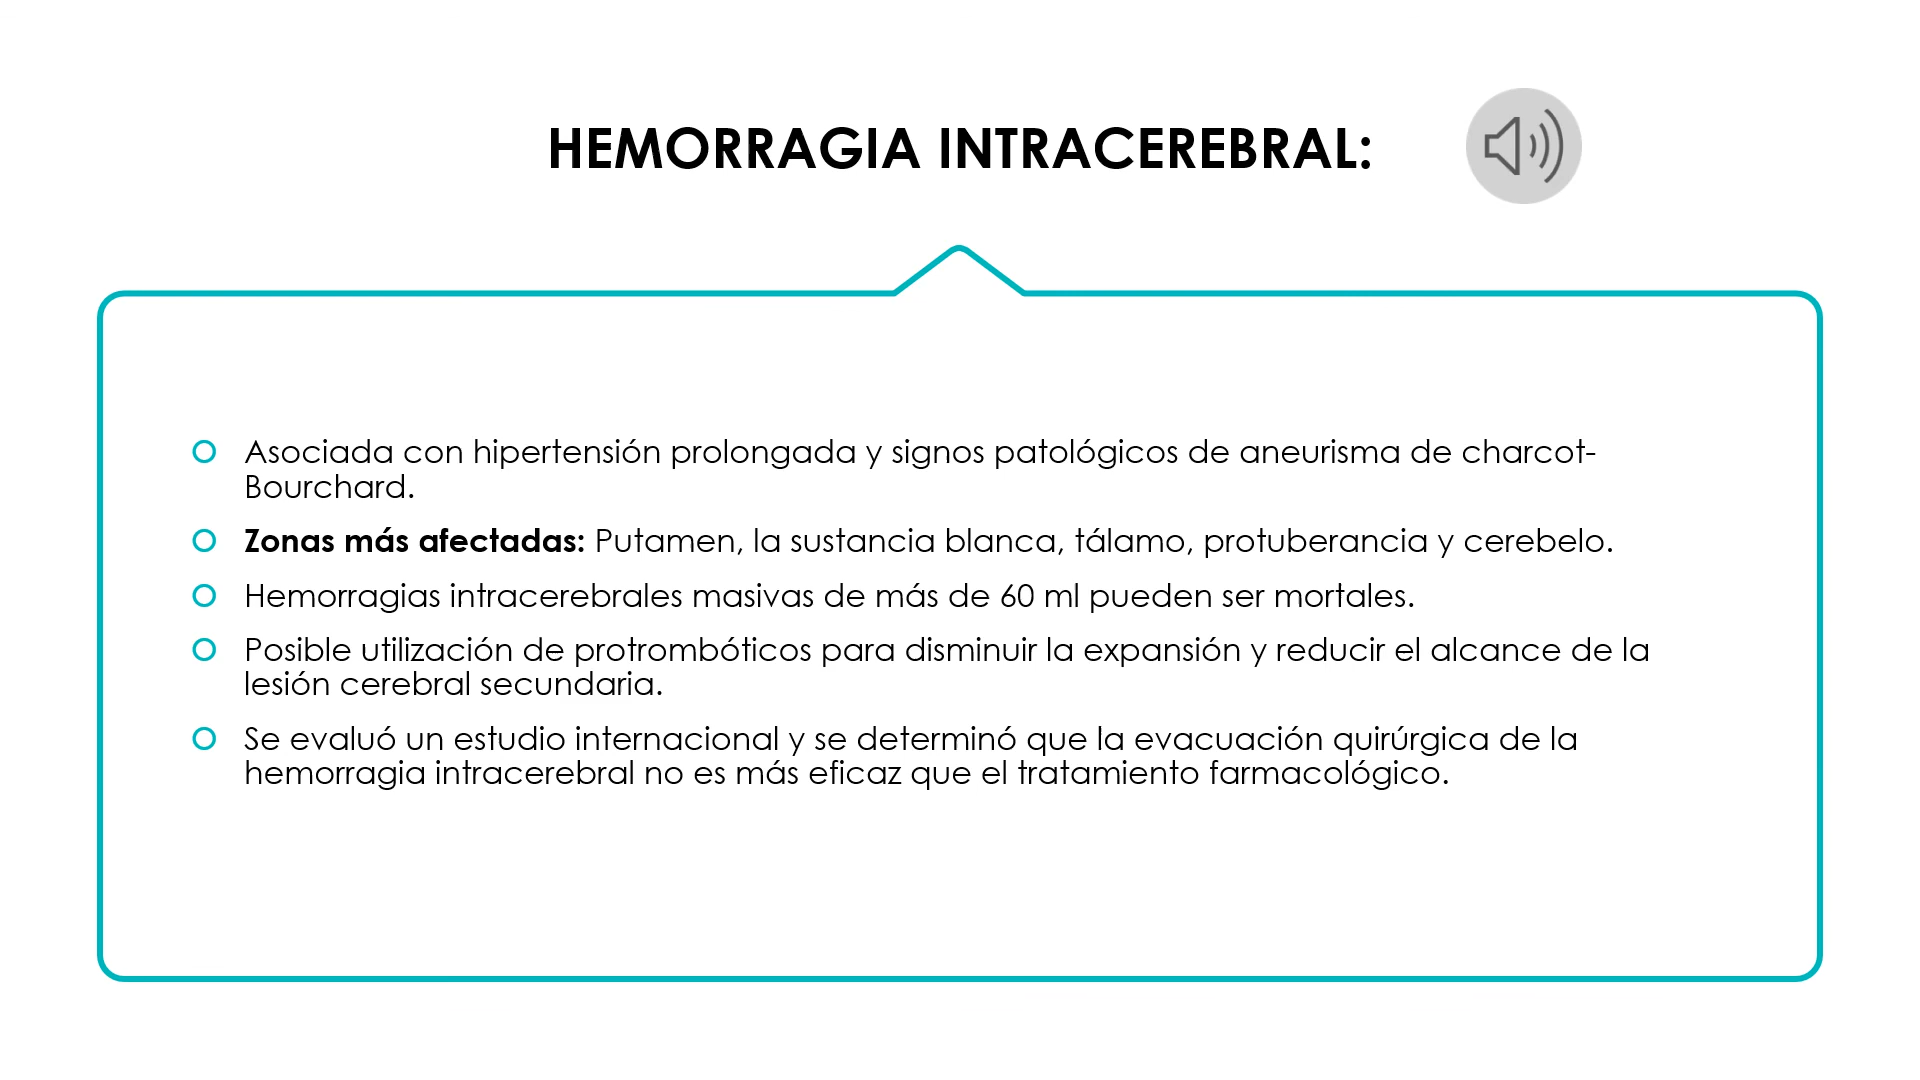 HEMORRAGIA INTRACEREBRAL:
Asociada con hipertensión prolongada y signos patológicos de aneurisma de charcot-
Bourchard.
Zonas más afectadas: Putamen, la sustancia blanca, tálamo, protuberancia y cerebelo.
Hemorragias intracerebrales masivas de más de 60 ml pueden ser mortales.
Posible utilización de protrombóticos para disminuir la expansión y reducir el alcance de la
lesión cerebral secundaria.
Se evaluó un estudio internacional y se determinó que la evacuación quirúrgica de la
hemorragia intracerebral no es más eficaz que el tratamiento farmacológico.